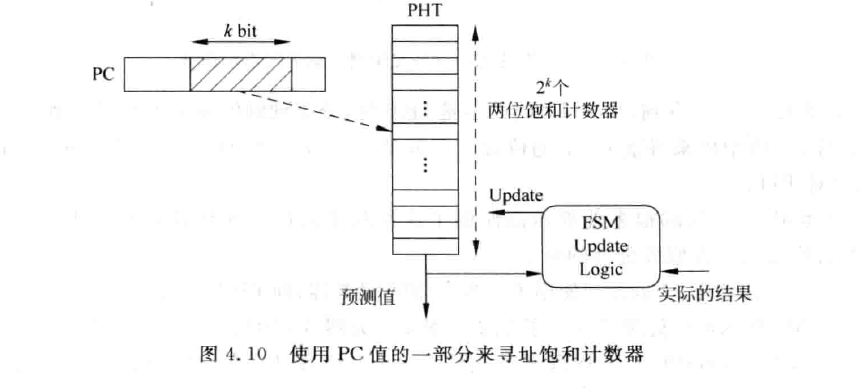 PHT
k bit
PC
2^k个
两位饱和计数器
Update
FSM
Update
Logic
预测值
实际的结果
图 4.10 使用 PC 值的一部分来寻址饱和计数器